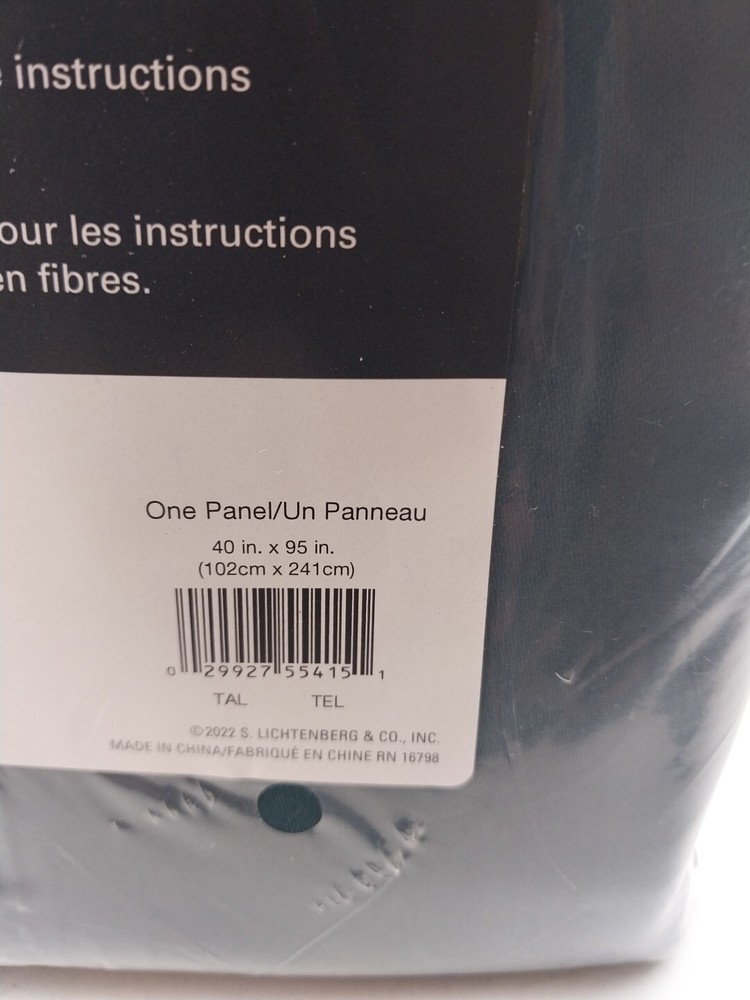 instructions
our les instructions
en fibres.
One Panel/Un Panneau
40 in. x 95 in.
(102cm x 241cm)
0 29927 55415 1
TAL TEL
©2022 S. LICHTENBERG & CO., INC.
MADE IN CHINA/FABRIQUÉ EN CHINE RN 16798